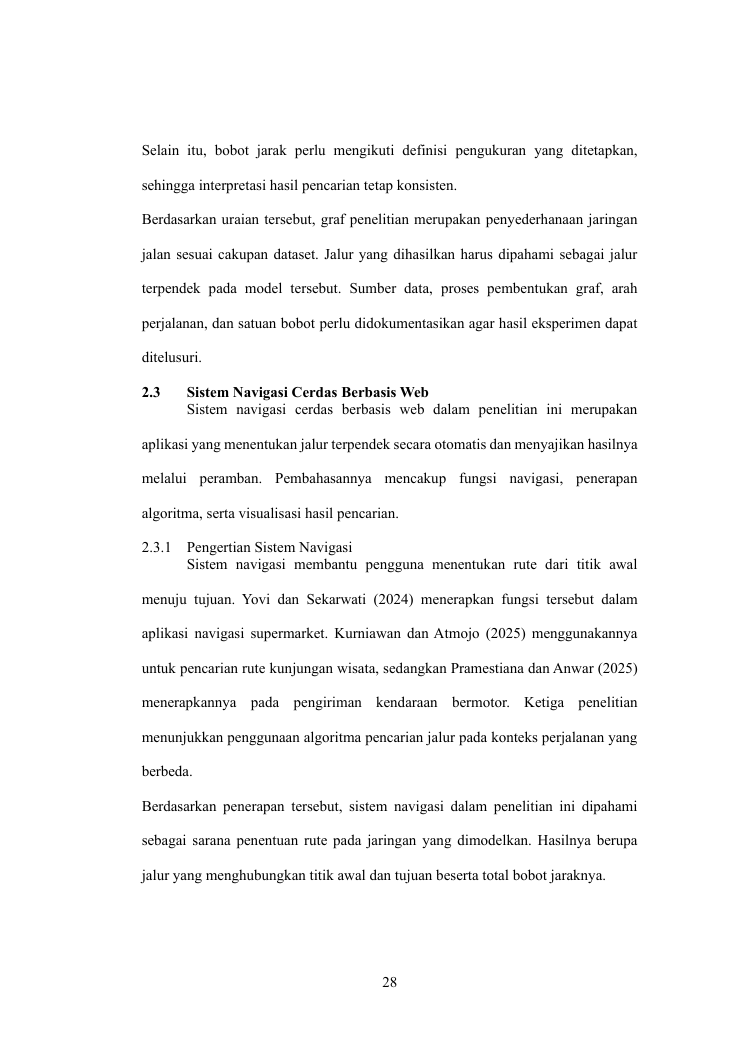 Selain itu, bobot jarak perlu mengikuti definisi pengukuran yang ditetapkan,
sehingga interpretasi hasil pencarian tetap konsisten.
Berdasarkan uraian tersebut, graf penelitian merupakan penyederhanaan jaringan
jalan sesuai cakupan dataset. Jalur yang dihasilkan harus dipahami sebagai jalur
terpendek pada model tersebut. Sumber data, proses pembentukan graf, arah
perjalanan, dan satuan bobot perlu didokumentasikan agar hasil eksperimen dapat
ditelusuri.
2.3 Sistem Navigasi Cerdas Berbasis Web
Sistem navigasi cerdas berbasis web dalam penelitian ini merupakan
aplikasi yang menentukan jalur terpendek secara otomatis dan menyajikan hasilnya
melalui peramban. Pembahasannya mencakup fungsi navigasi, penerapan
algoritma, serta visualisasi hasil pencarian.
2.3.1 Pengertian Sistem Navigasi
Sistem navigasi membantu pengguna menentukan rute dari titik awal
menuju tujuan. Yovi dan Sekarwati (2024) menerapkan fungsi tersebut dalam
aplikasi navigasi supermarket. Kurniawan dan Atmojo (2025) menggunakannya
untuk pencarian rute kunjungan wisata, sedangkan Pramestiana dan Anwar (2025)
menerapkannya pada pengiriman kendaraan bermotor. Ketiga penelitian
menunjukkan penggunaan algoritma pencarian jalur pada konteks perjalanan yang
berbeda.
Berdasarkan penerapan tersebut, sistem navigasi dalam penelitian ini dipahami
sebagai sarana penentuan rute pada jaringan yang dimodelkan. Hasilnya berupa
jalur yang menghubungkan titik awal dan tujuan beserta total bobot jaraknya.
28